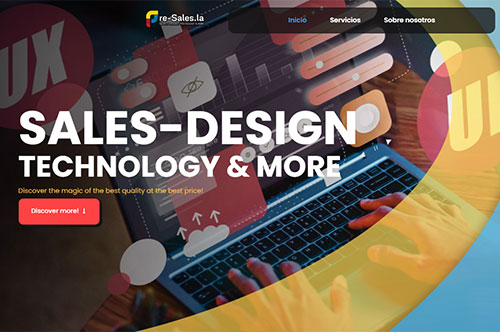 re-Sales.la
Inicio Servicios Sobre nosotros
UX
UI
SALES-DESIGN
TECHNOLOGY & MORE
Discover the magic of the best quality at the best price!
Discover more!